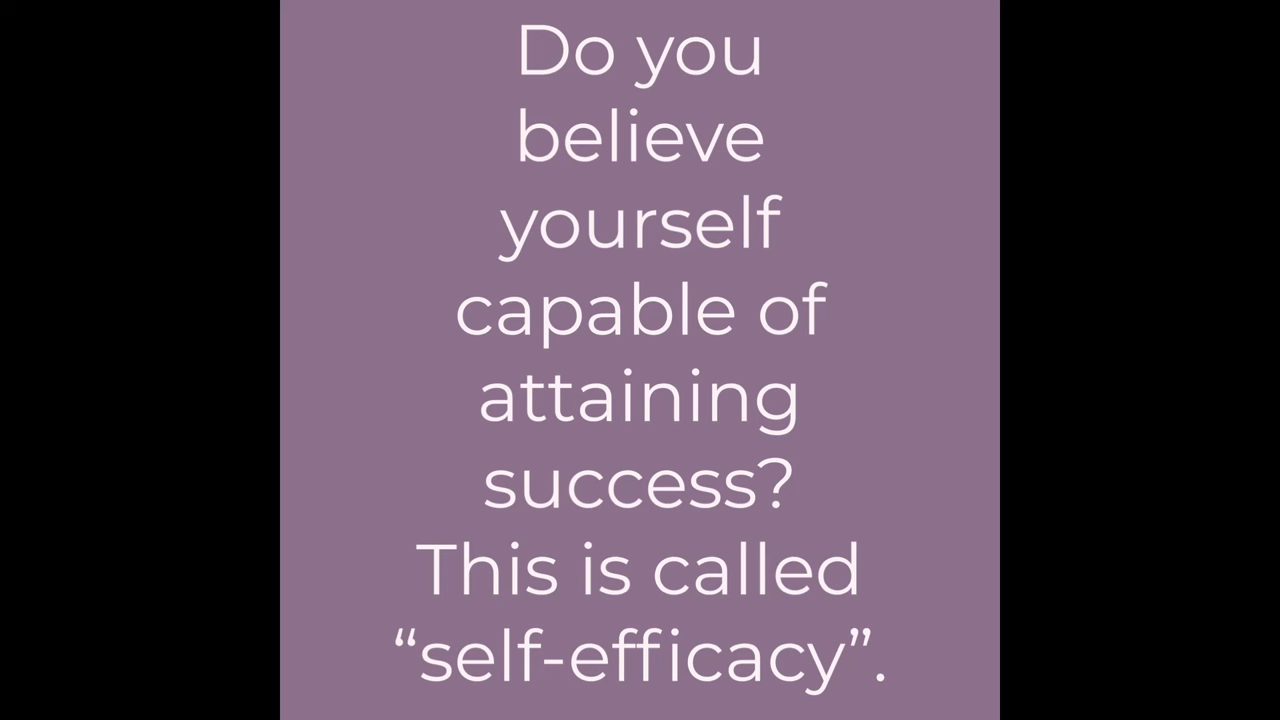 Do you
believe
yourself
capable of
attaining
success?
This is called
“self-efficacy”.